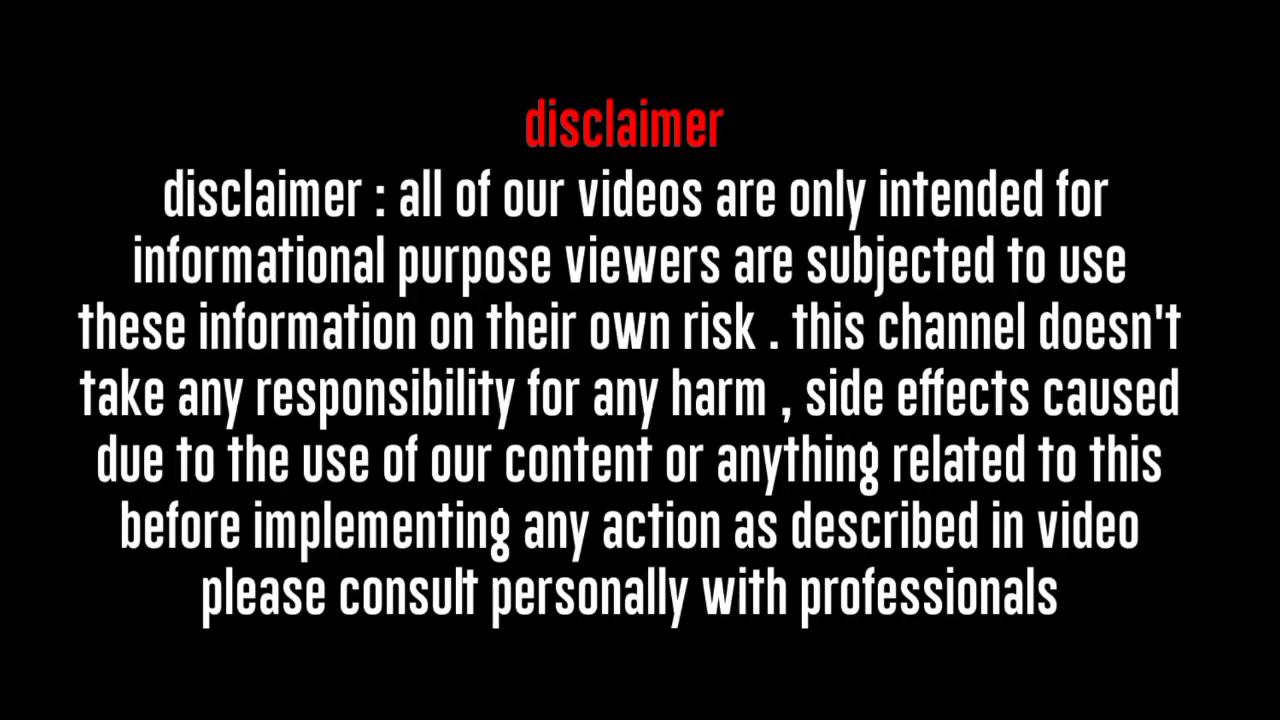 disclaimer
disclaimer : all of our videos are only intended for
informational purpose viewers are subjected to use
these information on their own risk . this channel doesn't
take any responsibility for any harm , side effects caused
due to the use of our content or anything related to this
before implementing any action as described in video
please consult personally with professionals